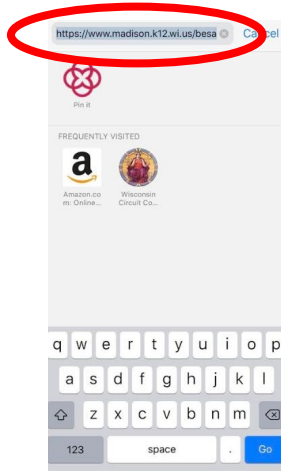 https://www.madison.k12.wi.us/besa Cancel
Pin it
FREQUENTLY VISITED
a
Amazon.co
m: Online...
Wisconsin
Circuit Co...
q w e r t y u i o p
a s d f g h j k l
z x c v b n m
123 space . Go